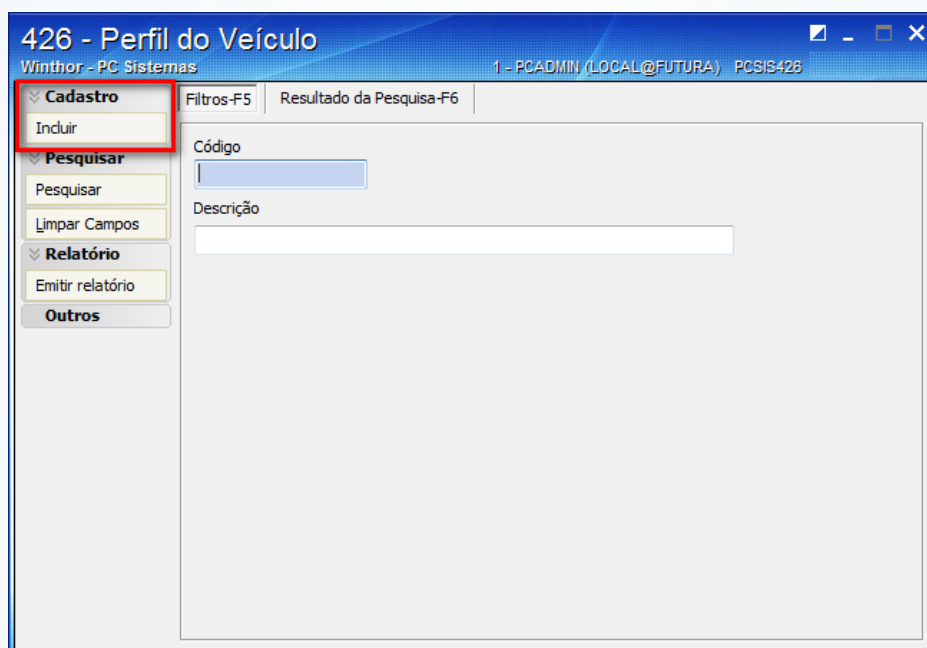 426 - Perfil do Veículo
Winthor - PC Sistemas 1 - PCADMIN (LOCAL@FUTURA) PCSIS426
Cadastro
Incluir
Pesquisar
Pesquisar
Limpar Campos
Relatório
Emitir relatório
Outros
Filtros-F5 Resultado da Pesquisa-F6
Código
Descrição